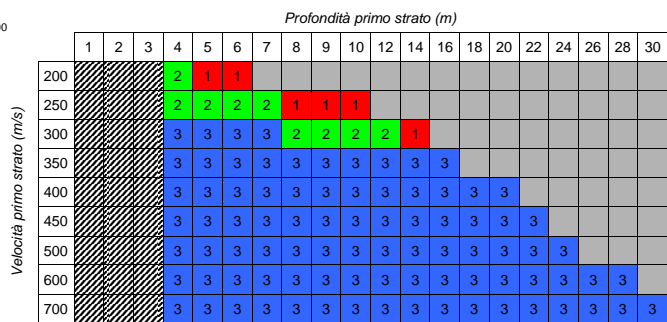 00
Profondità primo strato (m)
1 2 3 4 5 6 7 8 9 10 12 14 16 18 20 22 24 26 28 30
Velocità primo strato (m/s)
200 2 1 1
250 2 2 2 2 1 1 1
300 3 3 3 3 2 2 2 2 1
350 3 3 3 3 3 3 3 3 3 3
400 3 3 3 3 3 3 3 3 3 3 3 3
450 3 3 3 3 3 3 3 3 3 3 3 3 3
500 3 3 3 3 3 3 3 3 3 3 3 3 3 3
600 3 3 3 3 3 3 3 3 3 3 3 3 3 3 3 3
700 3 3 3 3 3 3 3 3 3 3 3 3 3 3 3 3 3